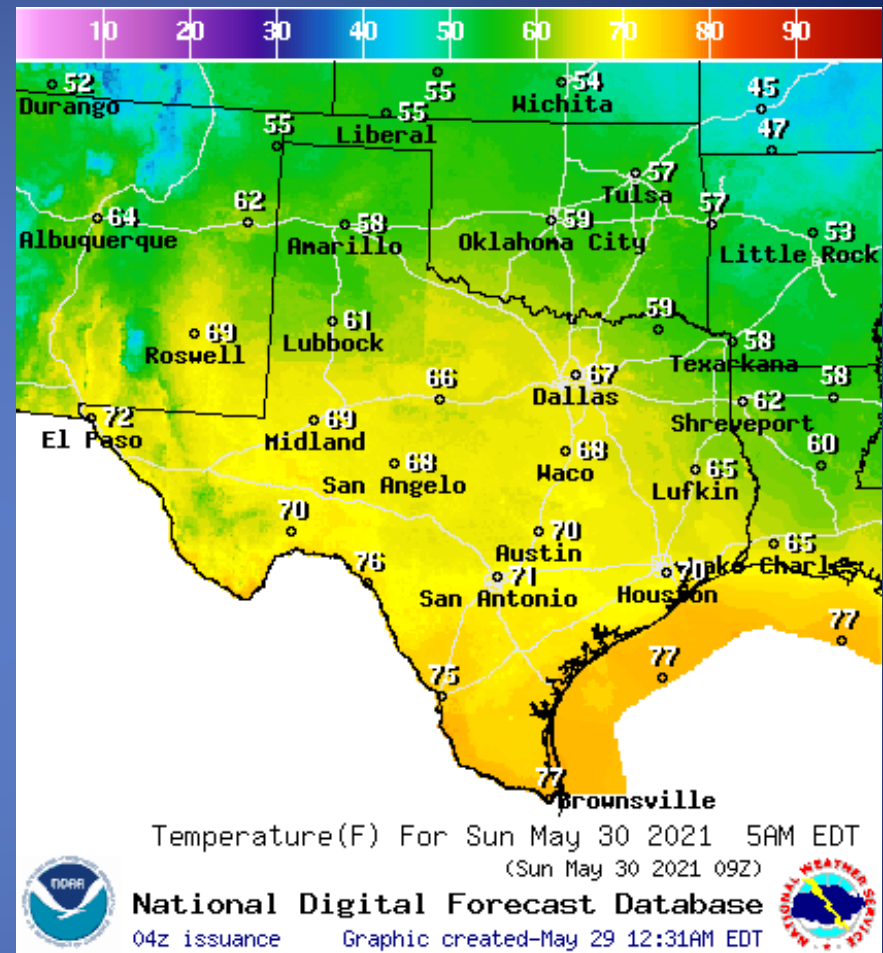 10 20 30 40 50 60 70 80 90
52
Durango
55
55
Liberal
54
Wichita
45
47
55
57
Tulsa
64
Albuquerque
62
58
Amarillo
59
Oklahoma City
57
53
Little Rock
69
Roswell
61
Lubbock
59
58
Texarkana
66
67
Dallas
62
Shreveport
58
72
El Paso
69
Midland
68
San Angelo
68
Waco
65
Lufkin
60
70
70
Austin
65
Lake Charles
76
71
San Antonio
70
Houston
75
77
77
77
Brownsville
Temperature(F) For Sun May 30 2021 5AM EDT
(Sun May 30 2021 09Z)
National Digital Forecast Database
04z issuance Graphic created-May 29 12:31AM EDT
NOAA
NATIONAL WEATHER SERVICE